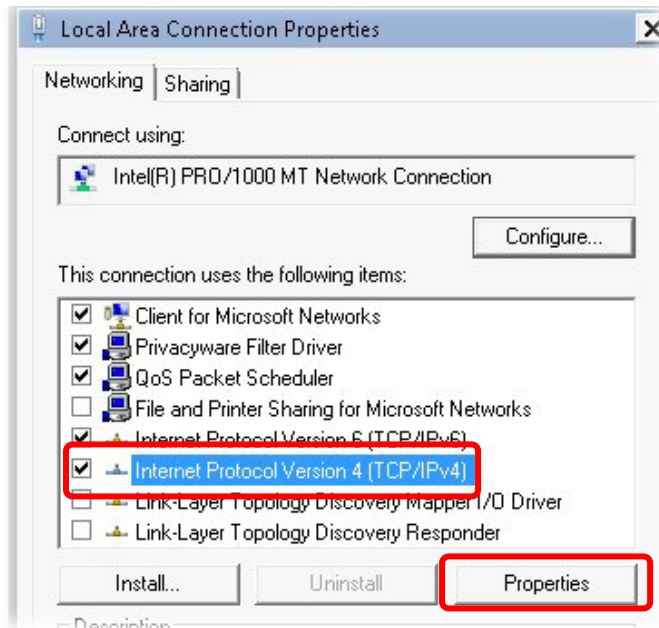 Local Area Connection Properties
Networking
Sharing
Connect using:
Intel(R) PRO/1000 MT Network Connection
Configure...
This connection uses the following items:
Client for Microsoft Networks
Privacyware Filter Driver
QoS Packet Scheduler
File and Printer Sharing for Microsoft Networks
Internet Protocol Version 6 (TCP/IPv6)
Internet Protocol Version 4 (TCP/IPv4)
Link-Layer Topology Discovery Mapper I/O Driver
Link-Layer Topology Discovery Responder
Install...
Uninstall
Properties
Description